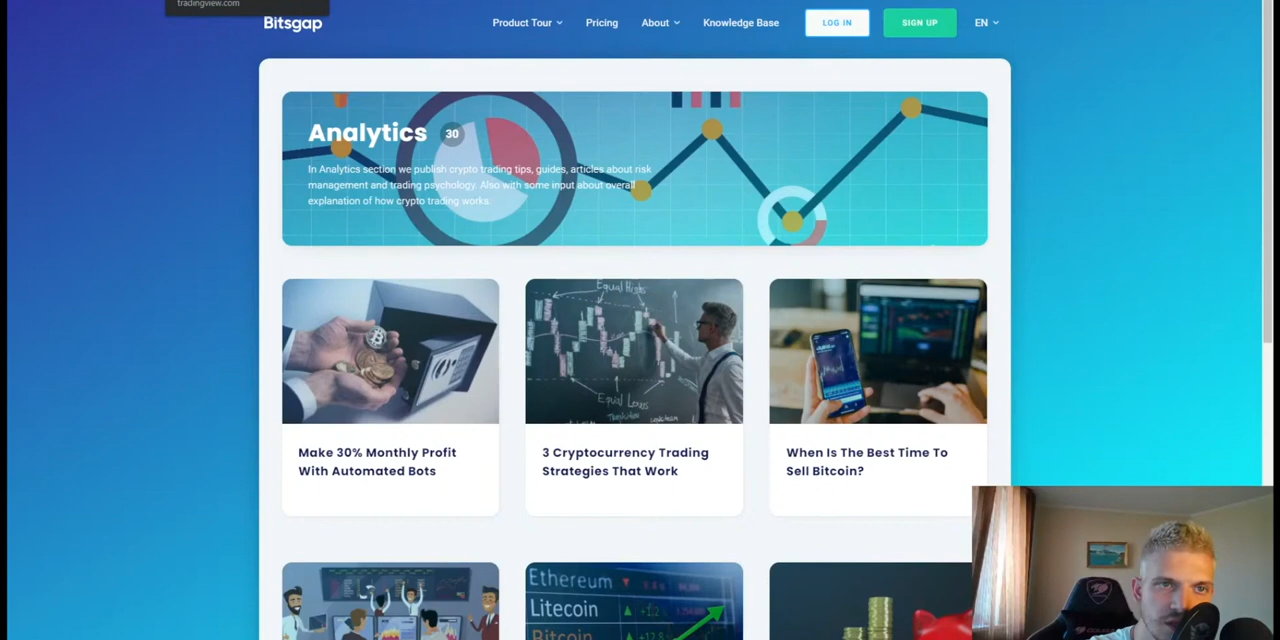 tradingview.com
Bitsgap
Product Tour
Pricing
About
Knowledge Base
LOG IN
SIGN UP
EN
Analytics 30
In Analytics section we publish crypto trading tips, guides, articles about risk
management and trading psychology. Also with some input about overall
explanation of how crypto trading works.
Equal Highs
Equal Lows
Make 30% Monthly Profit
With Automated Bots
3 Cryptocurrency Trading
Strategies That Work
When Is The Best Time To
Sell Bitcoin?
Ethereum
Litecoin
Bitcoin
COUGAR